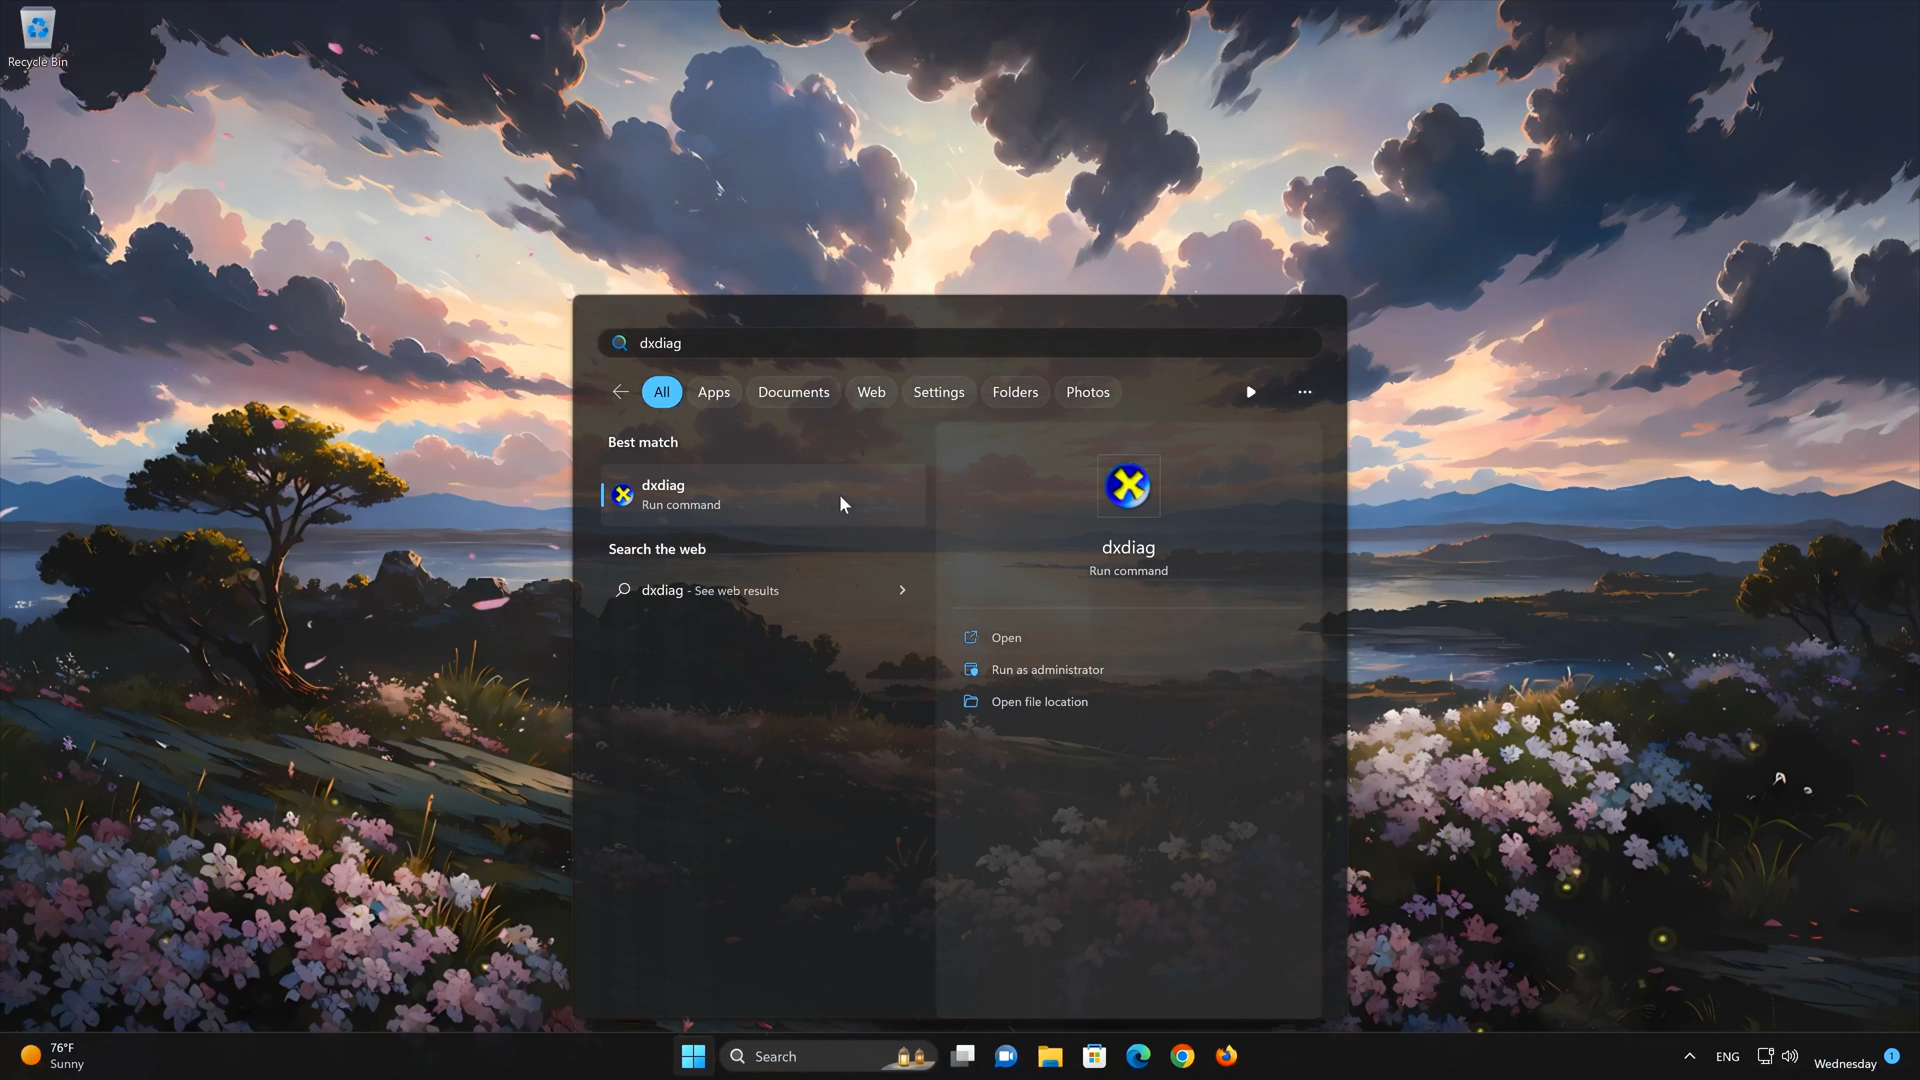 Recycle Bin
dxdiag
All
Apps
Documents
Web
Settings
Folders
Photos
Best match
dxdiag
Run command
Search the web
dxdiag - See web results
dxdiag
Run command
Open
Run as administrator
Open file location
76°F
Sunny
Search
ENG
Wednesday
1